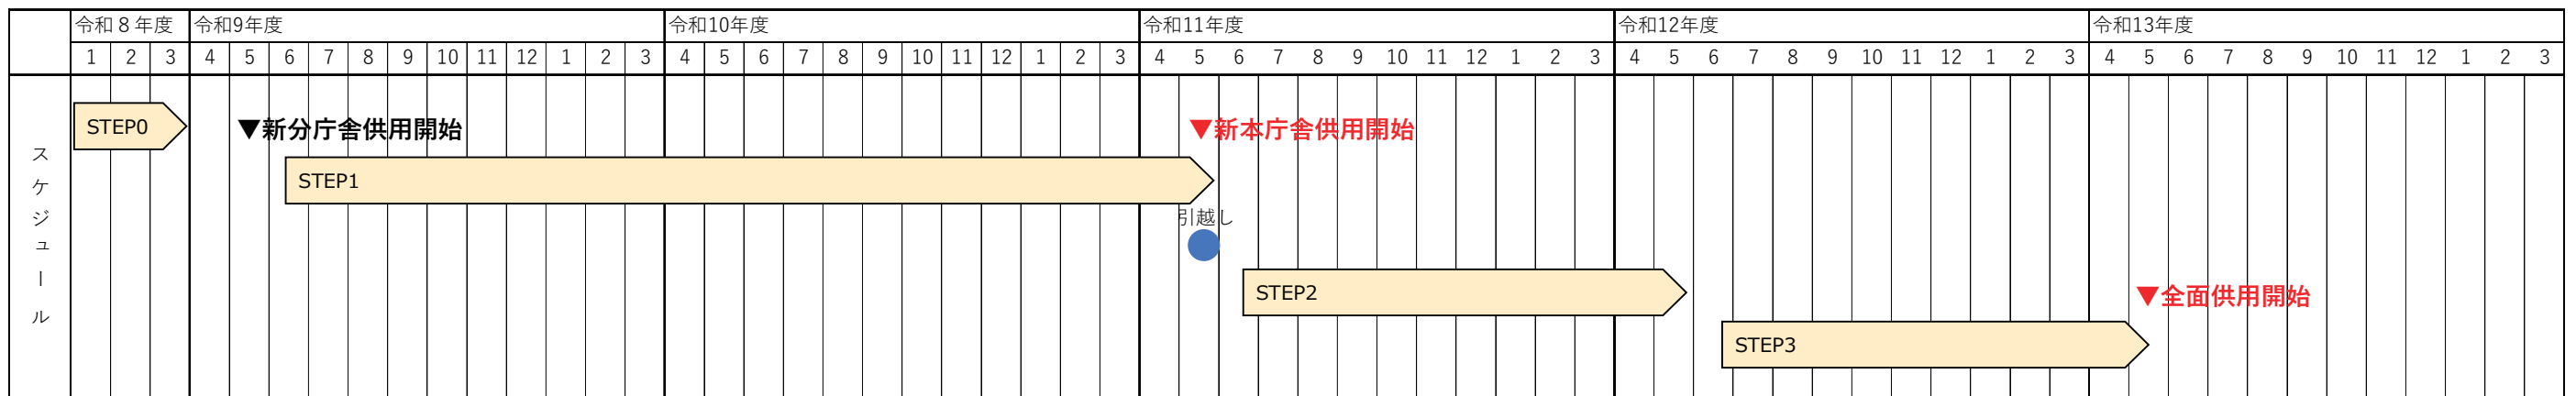 令和８年度 令和9年度 令和10年度 令和11年度 令和12年度 令和13年度
1 2 3 4 5 6 7 8 9 10 11 12 1 2 3 4 5 6 7 8 9 10 11 12 1 2 3 4 5 6 7 8 9 10 11 12 1 2 3 4 5 6 7 8 9 10 11 12 1 2 3 4 5 6 7 8 9 10 11 12 1 2 3
スケジュール
STEP0 ▼新分庁舎供用開始 ▼新本庁舎供用開始
STEP1
引越し
STEP2 ▼全面供用開始
STEP3